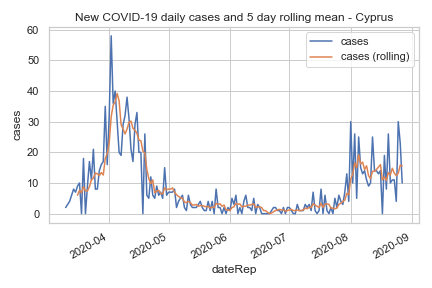 New COVID-19 daily cases and 5 day rolling mean - Cyprus
cases
cases (rolling)
60
50
40
30
20
10
0
cases
2020-04
2020-05
2020-06
2020-07
2020-08
2020-09
dateRep